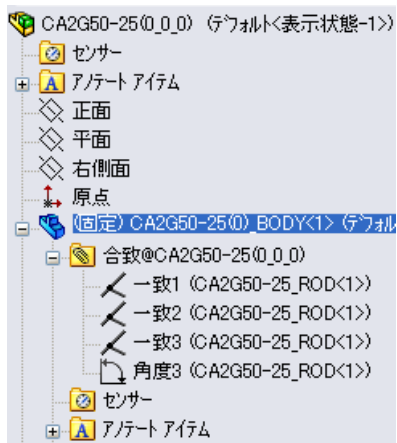 CA2G50-25(0_0_0) (デフォルト<表示状態-1>)
センサー
A アノテート アイテム
正面
平面
右側面
原点
(固定) CA2G50-25(0)_BODY<1> (デフォル
合致@CA2G50-25(0_0_0)
一致1 (CA2G50-25_ROD<1>)
一致2 (CA2G50-25_ROD<1>)
一致3 (CA2G50-25_ROD<1>)
角度3 (CA2G50-25_ROD<1>)
センサー
A アノテート アイテム